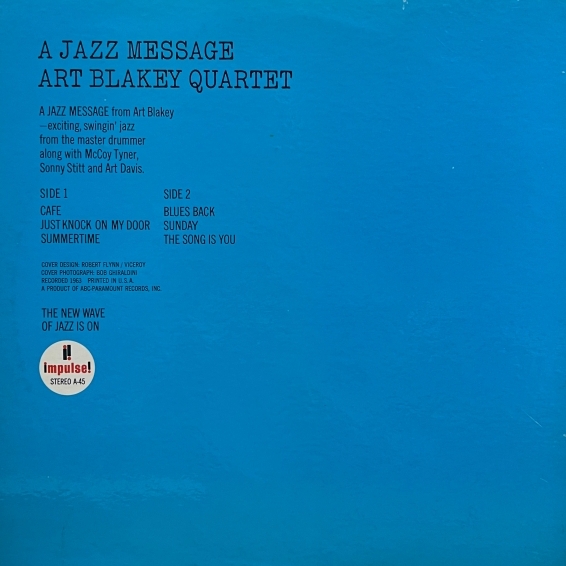 A JAZZ MESSAGE
ART BLAKEY QUARTET
A JAZZ MESSAGE from Art Blakey
—exciting, swingin' jazz
from the master drummer
along with McCoy Tyner,
Sonny Stitt and Art Davis.
SIDE 1
CAFE
JUST KNOCK ON MY DOOR
SUMMERTIME
SIDE 2
BLUES BACK
SUNDAY
THE SONG IS YOU
COVER DESIGN: ROBERT FLYNN / VICEROY
COVER PHOTOGRAPH: BOB GHIRALDINI
RECORDED 1963 PRINTED IN U.S.A
A PRODUCT OF ABC-PARAMOUNT RECORDS, INC.
THE NEW WAVE
OF JAZZ IS ON
i!
impulse!
STEREO A-45